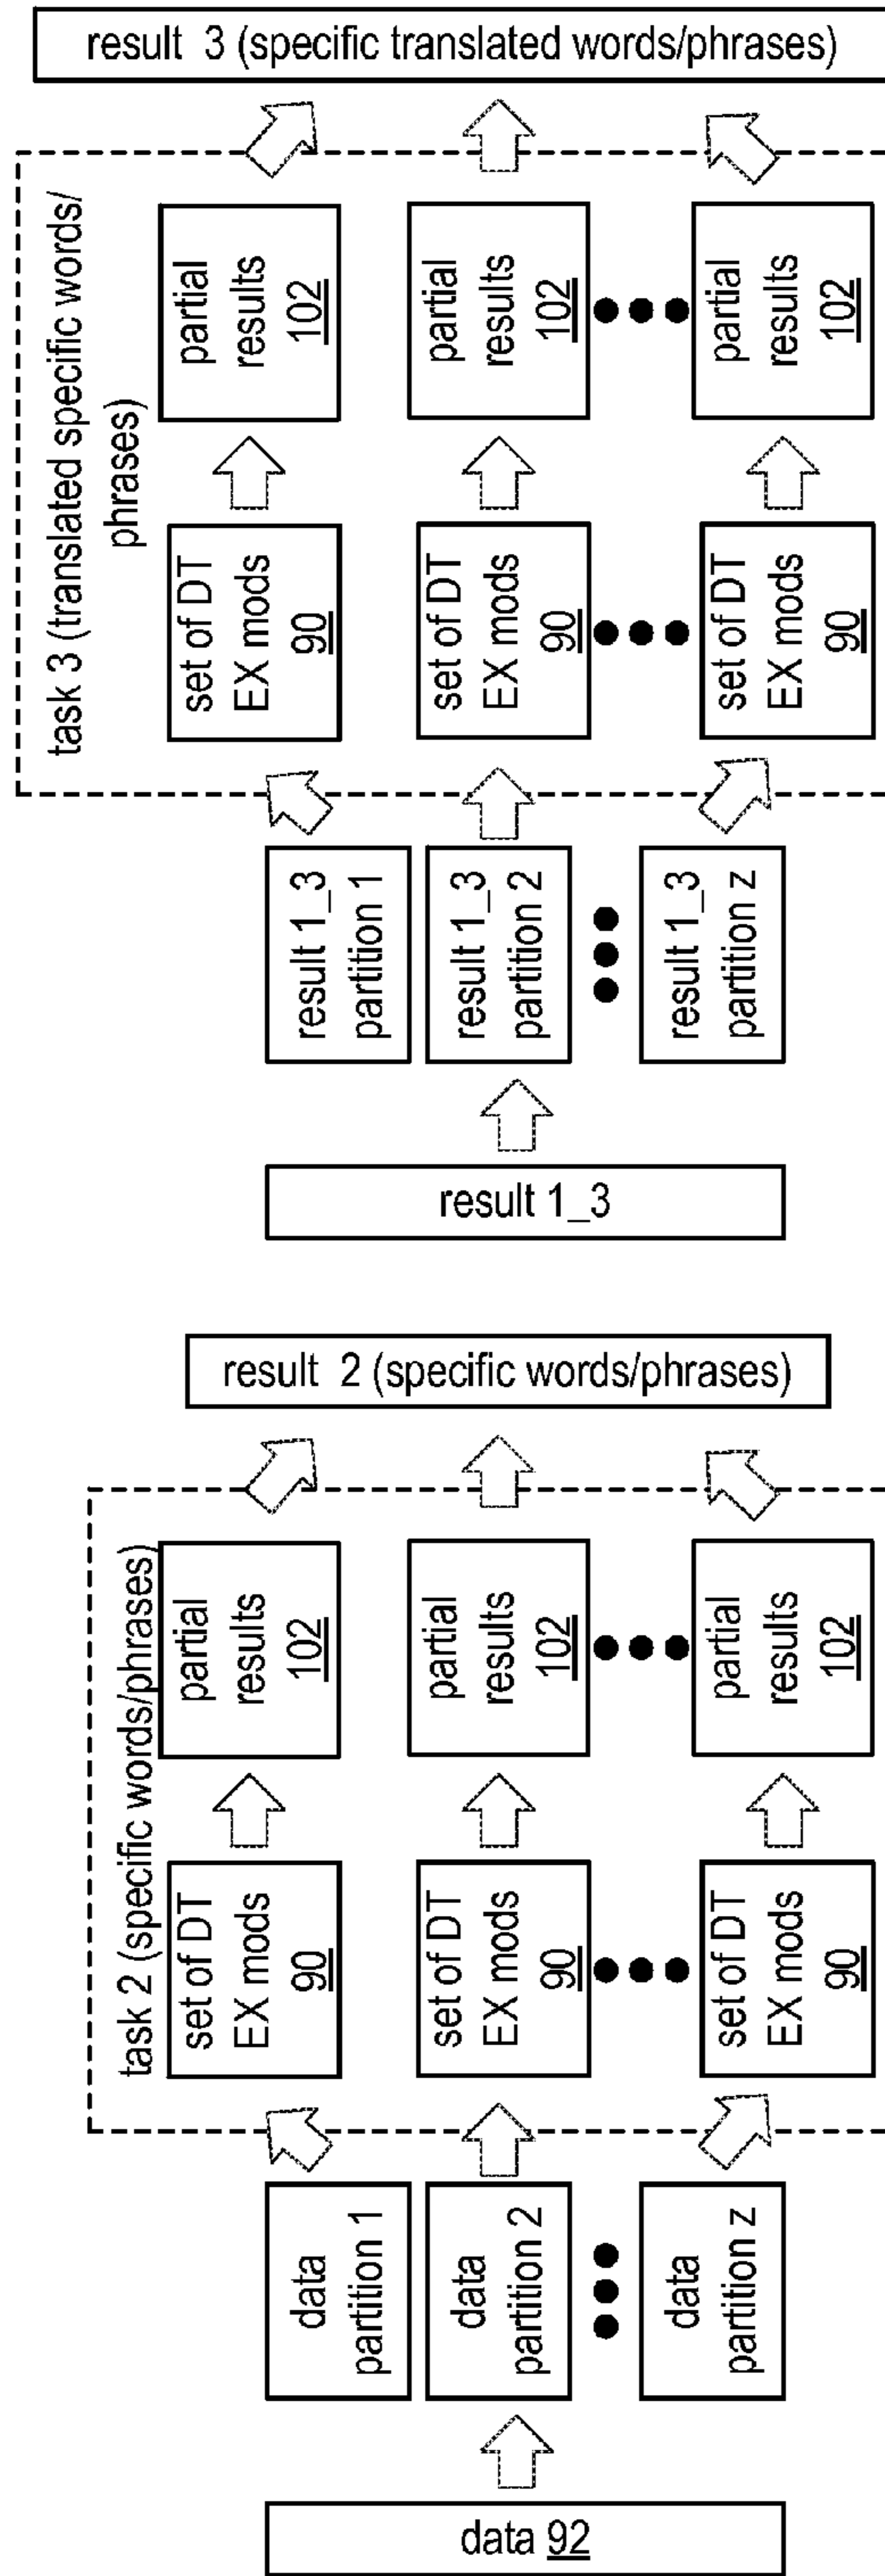 data 92
data
partition 1
data
partition 2
data
partition z
task 2 (specific words/phrases)
set of DT
EX mods
90
set of DT
EX mods
90
set of DT
EX mods
90
partial
results
102
partial
results
102
partial
results
102
result 2 (specific words/phrases)
result 1_3
result 1_3
partition 1
result 1_3
partition 2
result 1_3
partition z
task 3 (translated specific words/
phrases)
set of DT
EX mods
90
set of DT
EX mods
90
set of DT
EX mods
90
partial
results
102
partial
results
102
partial
results
102
result 3 (specific translated words/phrases)